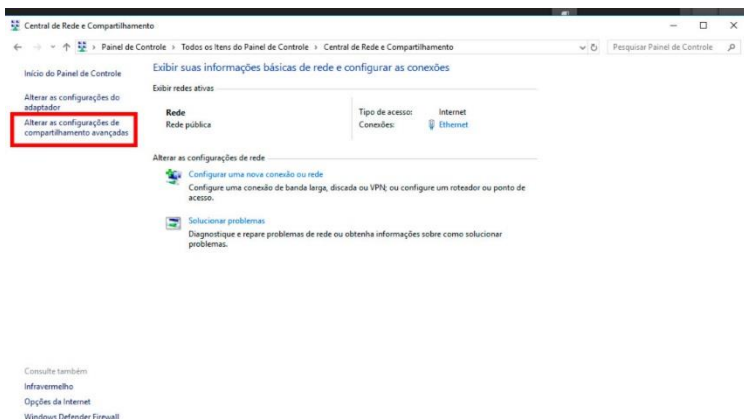 Central de Rede e Compartilhamento
Painel de Controle > Todos os Itens do Painel de Controle > Central de Rede e Compartilhamento
Pesquisar Painel de Controle
Início do Painel de Controle
Alterar as configurações do
adaptador
Alterar as configurações de
compartilhamento avançadas
Exibir suas informações básicas de rede e configurar as conexões
Exibir redes ativas
Rede
Rede pública
Tipo de acesso: Internet
Conexões: Ethernet
Alterar as configurações de rede
Configurar uma nova conexão ou rede
Configure uma conexão de banda larga, discada ou VPN; ou configure um roteador ou ponto de
acesso.
Solucionar problemas
Diagnostique e repare problemas de rede ou obtenha informações sobre como solucionar
problemas.
Consulte também
Infravermelho
Opções da Internet
Windows Defender Firewall